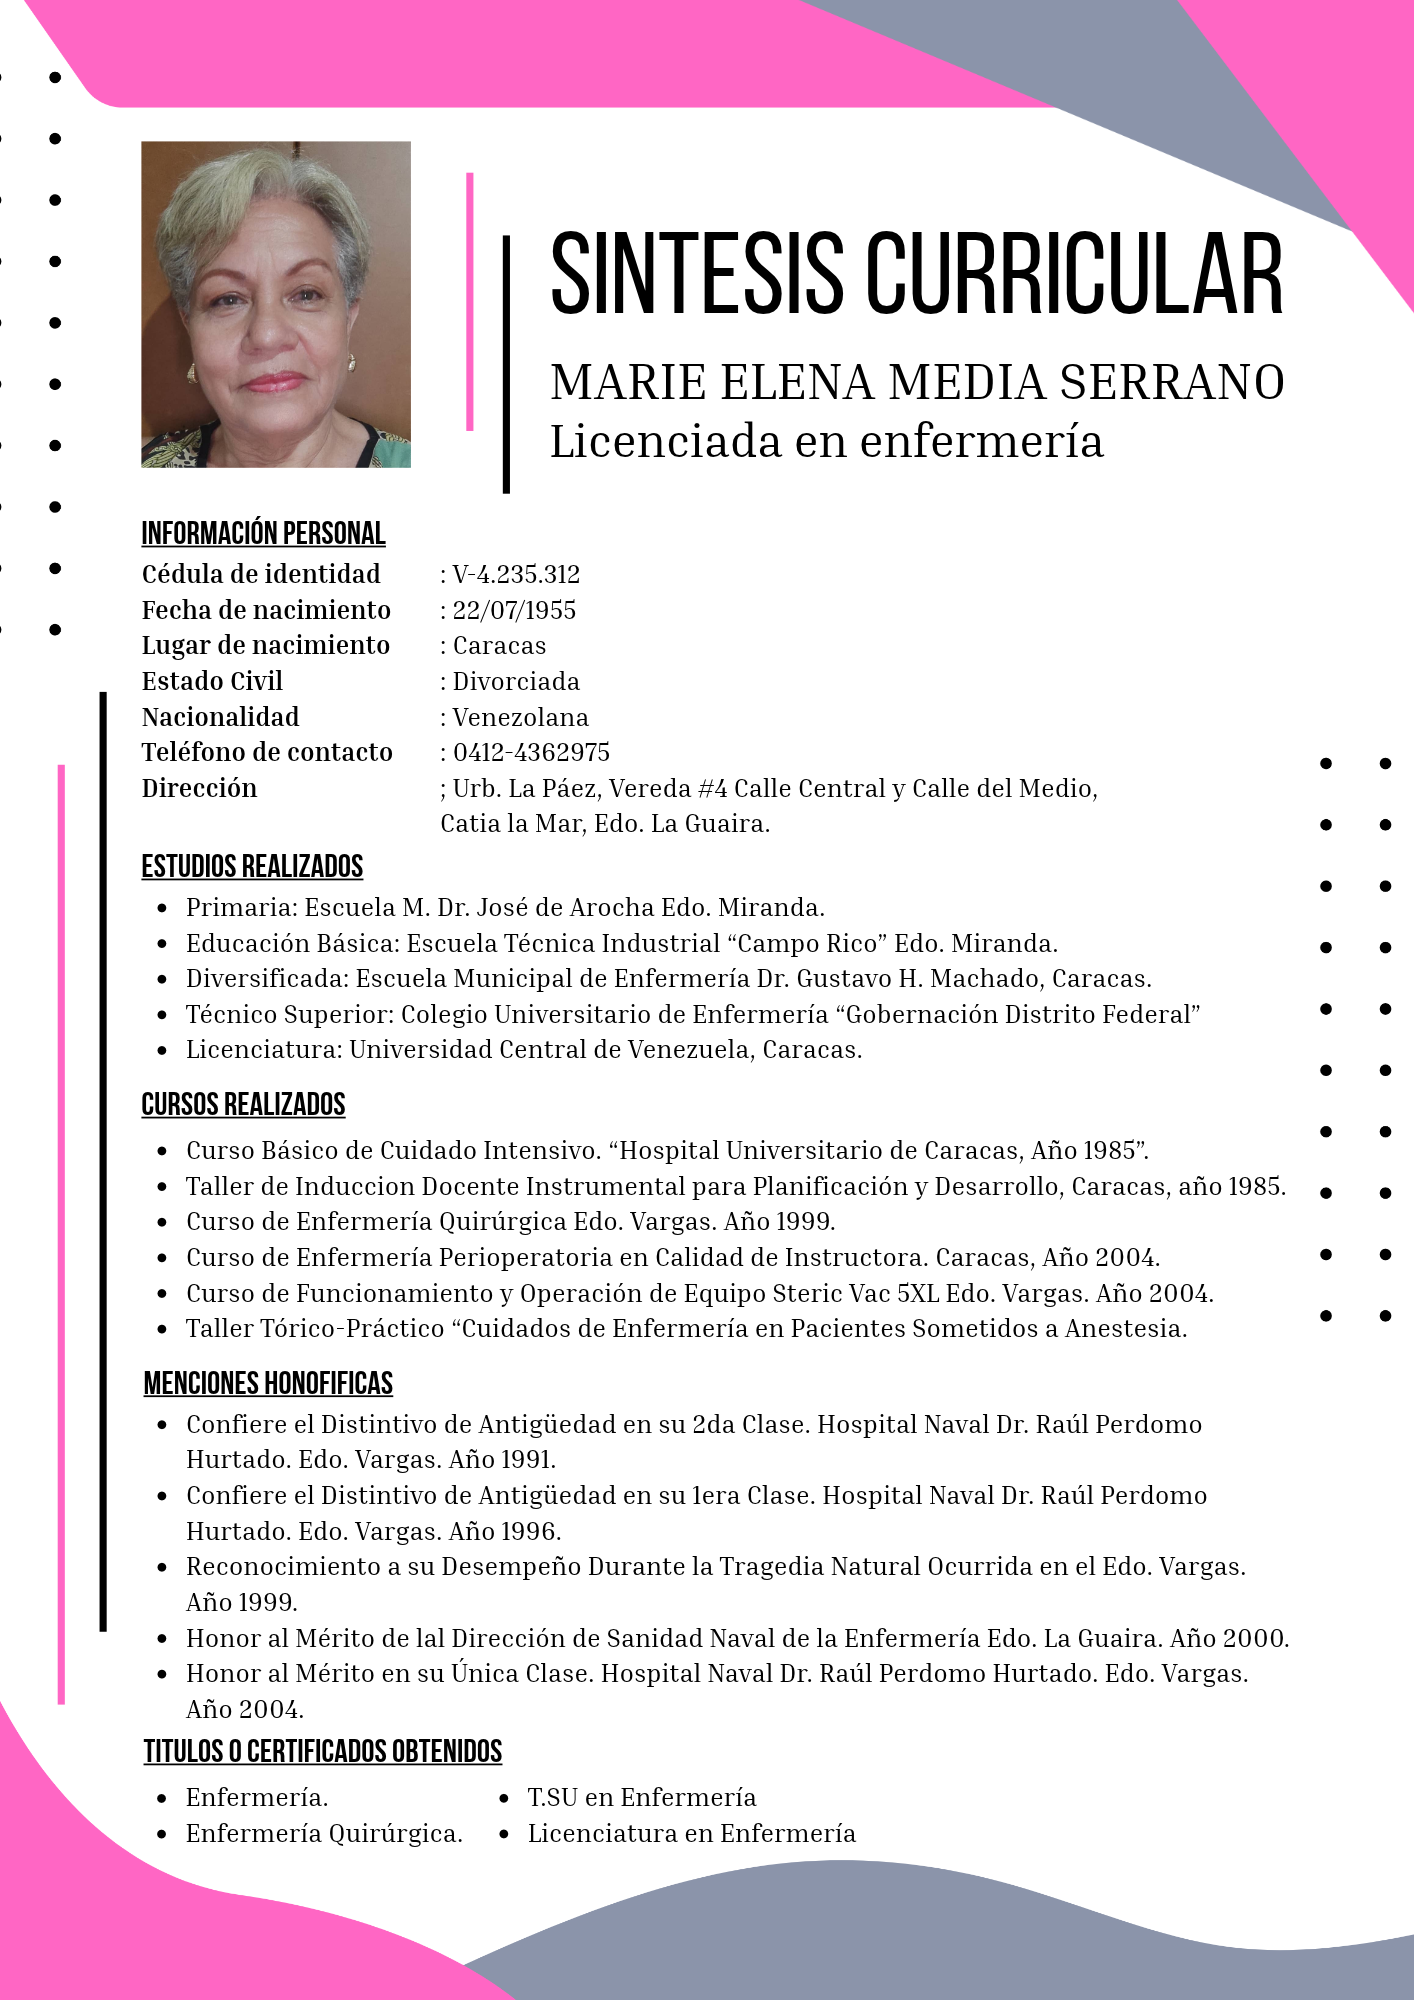 SINTESIS CURRICULAR
MARIE ELENA MEDIA SERRANO
Licenciada en enfermería
INFORMACIÓN PERSONAL
Cédula de identidad : V-4.235.312
Fecha de nacimiento : 22/07/1955
Lugar de nacimiento : Caracas
Estado Civil : Divorciada
Nacionalidad : Venezolana
Teléfono de contacto : 0412-4362975
Dirección ; Urb. La Páez, Vereda #4 Calle Central y Calle del Medio,
Catia la Mar, Edo. La Guaira.
ESTUDIOS REALIZADOS
• Primaria: Escuela M. Dr. José de Arocha Edo. Miranda.
• Educación Básica: Escuela Técnica Industrial “Campo Rico” Edo. Miranda.
• Diversificada: Escuela Municipal de Enfermería Dr. Gustavo H. Machado, Caracas.
• Técnico Superior: Colegio Universitario de Enfermería “Gobernación Distrito Federal”
• Licenciatura: Universidad Central de Venezuela, Caracas.
CURSOS REALIZADOS
• Curso Básico de Cuidado Intensivo. “Hospital Universitario de Caracas, Año 1985”.
• Taller de Induccion Docente Instrumental para Planificación y Desarrollo, Caracas, año 1985.
• Curso de Enfermería Quirúrgica Edo. Vargas. Año 1999.
• Curso de Enfermería Perioperatoria en Calidad de Instructora. Caracas, Año 2004.
• Curso de Funcionamiento y Operación de Equipo Steric Vac 5XL Edo. Vargas. Año 2004.
• Taller Tórico-Práctico “Cuidados de Enfermería en Pacientes Sometidos a Anestesia.
MENCIONES HONOFIFICAS
• Confiere el Distintivo de Antigüedad en su 2da Clase. Hospital Naval Dr. Raúl Perdomo
Hurtado. Edo. Vargas. Año 1991.
• Confiere el Distintivo de Antigüedad en su 1era Clase. Hospital Naval Dr. Raúl Perdomo
Hurtado. Edo. Vargas. Año 1996.
• Reconocimiento a su Desempeño Durante la Tragedia Natural Ocurrida en el Edo. Vargas.
Año 1999.
• Honor al Mérito de lal Dirección de Sanidad Naval de la Enfermería Edo. La Guaira. Año 2000.
• Honor al Mérito en su Única Clase. Hospital Naval Dr. Raúl Perdomo Hurtado. Edo. Vargas.
Año 2004.
TITULOS O CERTIFICADOS OBTENIDOS
• Enfermería.
• Enfermería Quirúrgica.
• T.SU en Enfermería
• Licenciatura en Enfermería